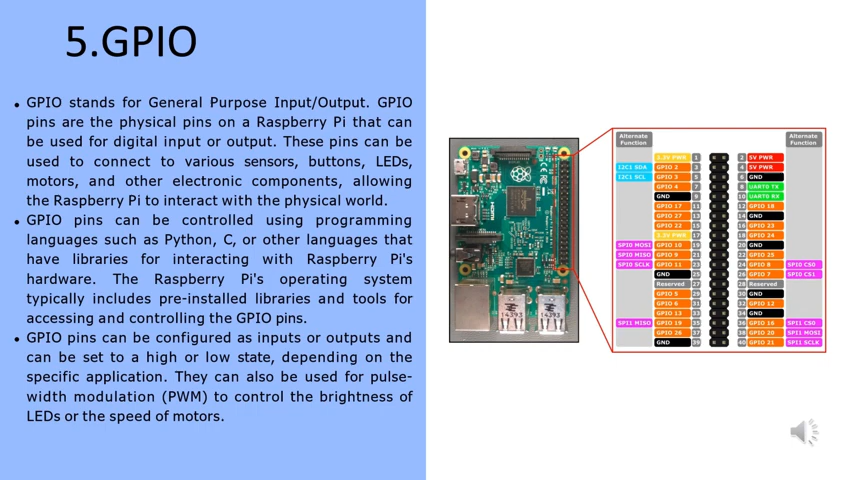 5.GPIO
• GPIO stands for General Purpose Input/Output. GPIO
pins are the physical pins on a Raspberry Pi that can
be used for digital input or output. These pins can be
used to connect to various sensors, buttons, LEDs,
motors, and other electronic components, allowing
the Raspberry Pi to interact with the physical world.
• GPIO pins can be controlled using programming
languages such as Python, C, or other languages that
have libraries for interacting with Raspberry Pi's
hardware. The Raspberry Pi's operating system
typically includes pre-installed libraries and tools for
accessing and controlling the GPIO pins.
• GPIO pins can be configured as inputs or outputs and
can be set to a high or low state, depending on the
specific application. They can also be used for pulse-
width modulation (PWM) to control the brightness of
LEDs or the speed of motors.
HDMI
Alternate Function Alternate Function
3.3V PWR 1 2 5V PWR
I2C1 SDA GPIO 2 3 4 5V PWR
I2C1 SCL GPIO 3 5 6 GND
GPIO 4 7 8 UART0 TX
GND 9 10 UART0 RX
GPIO 17 11 12 GPIO 18
GPIO 27 13 14 GND
GPIO 22 15 16 GPIO 23
3.3V PWR 17 18 GPIO 24
SPI0 MOSI GPIO 10 19 20 GND
SPI0 MISO GPIO 9 21 22 GPIO 25
SPI0 SCLK GPIO 11 23 24 GPIO 8 SPI0 CS0
GND 25 26 GPIO 7 SPI0 CS1
Reserved 27 28 Reserved
GPIO 5 29 30 GND
GPIO 6 31 32 GPIO 12
GPIO 13 33 34 GND
SPI1 MISO GPIO 19 35 36 GPIO 16 SPI1 CS0
GPIO 26 37 38 GPIO 20 SPI1 MOSI
GND 39 40 GPIO 21 SPI1 SCLK